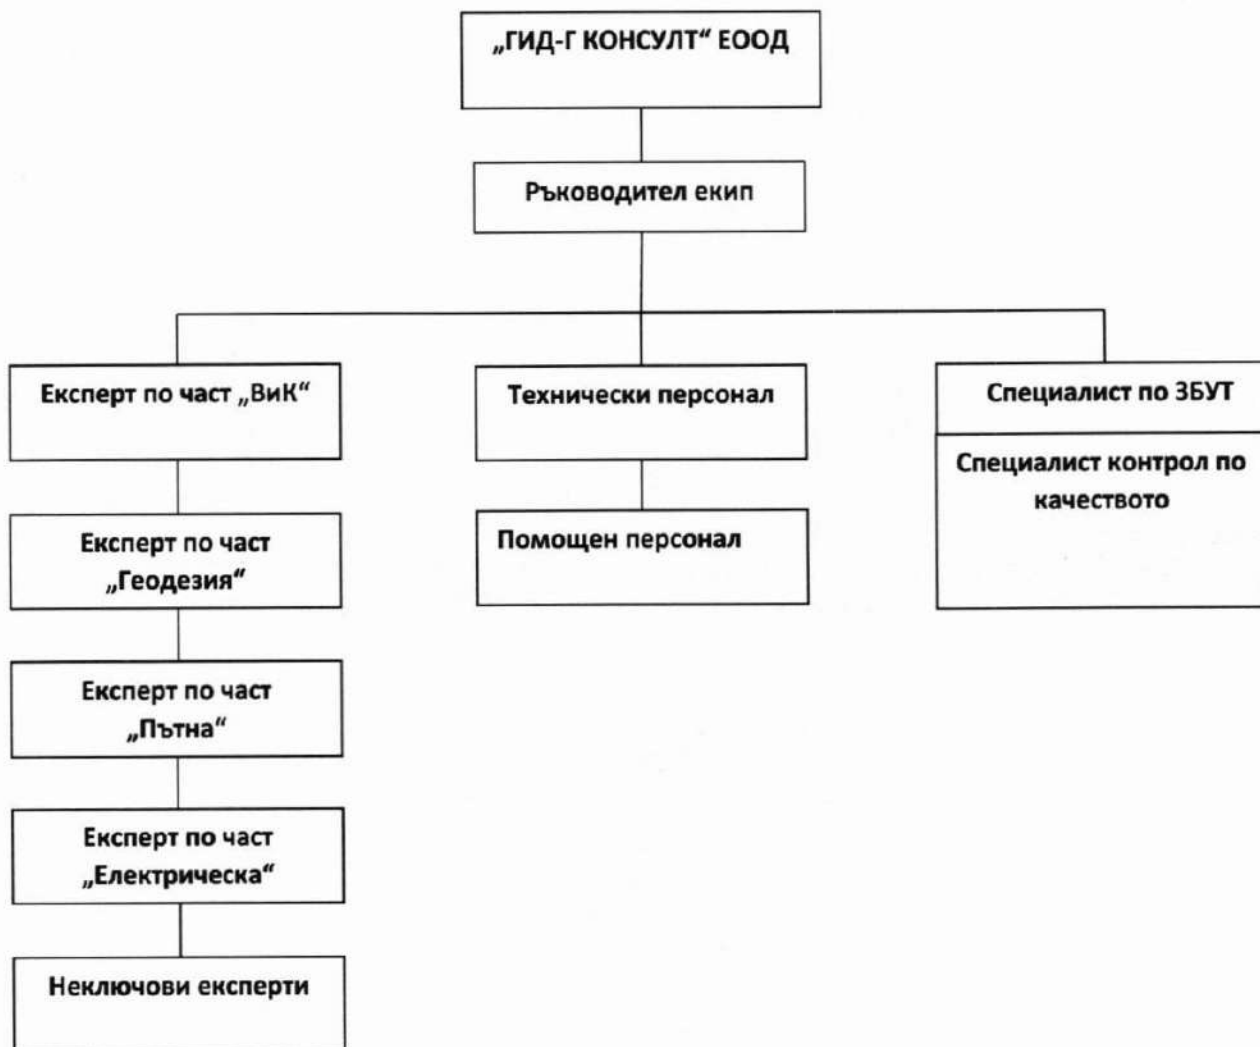 „ГИД-Г КОНСУЛТ“ ЕООД
Ръководител екип
Експерт по част „ВиК“
Експерт по част
„Геодезия“
Експерт по част
„Пътна“
Експерт по част
„Електрическа“
Неключови експерти
Технически персонал
Помощен персонал
Специалист по ЗБУТ
Специалист контрол по
качеството